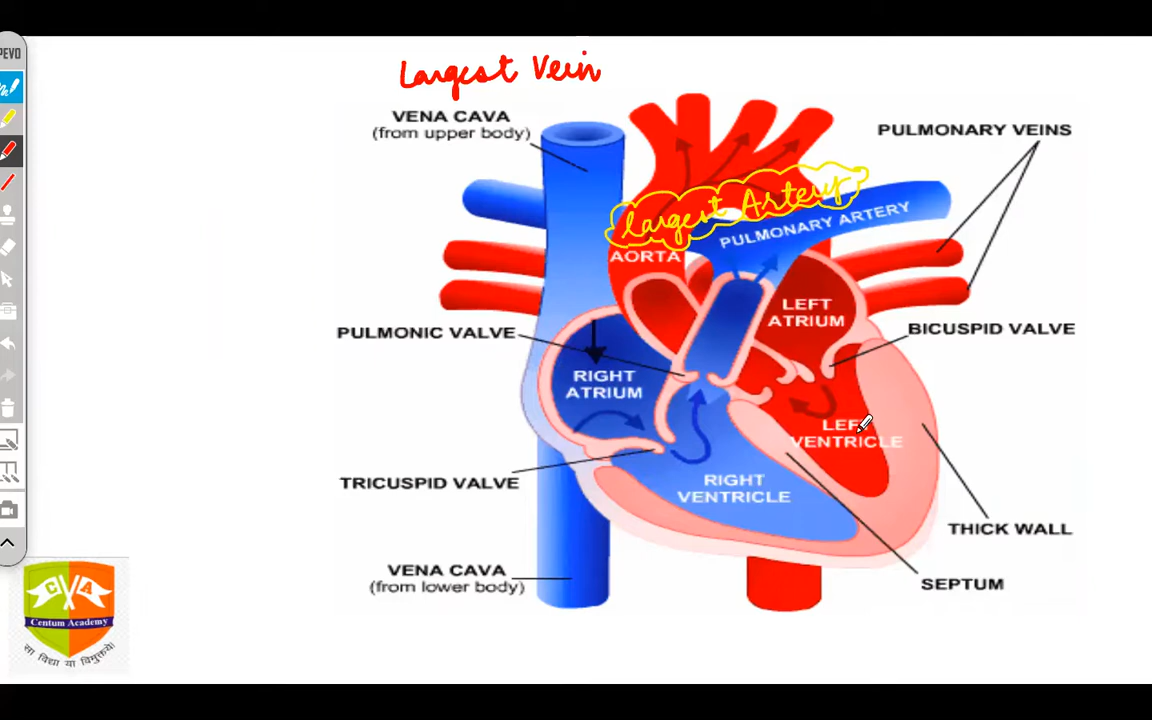 PEVO
Largest Vein
VENA CAVA
(from upper body)
PULMONARY VEINS
largest Artery
PULMONARY ARTERY
AORTA
LEFT
ATRIUM
PULMONIC VALVE
BICUSPID VALVE
RIGHT
ATRIUM
LEFT
VENTRICLE
TRICUSPID VALVE
RIGHT
VENTRICLE
THICK WALL
VENA CAVA
(from lower body)
SEPTUM
C V A
Centum Academy
सा विद्या या विमुक्तये